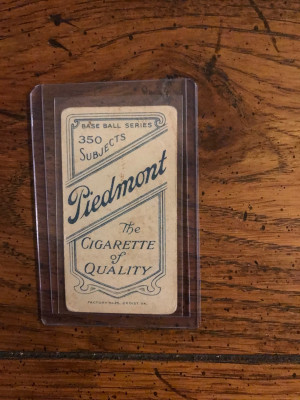 BASE BALL SERIES
350
SUBJECTS
Piedmont
The
CIGARETTE
of
QUALITY